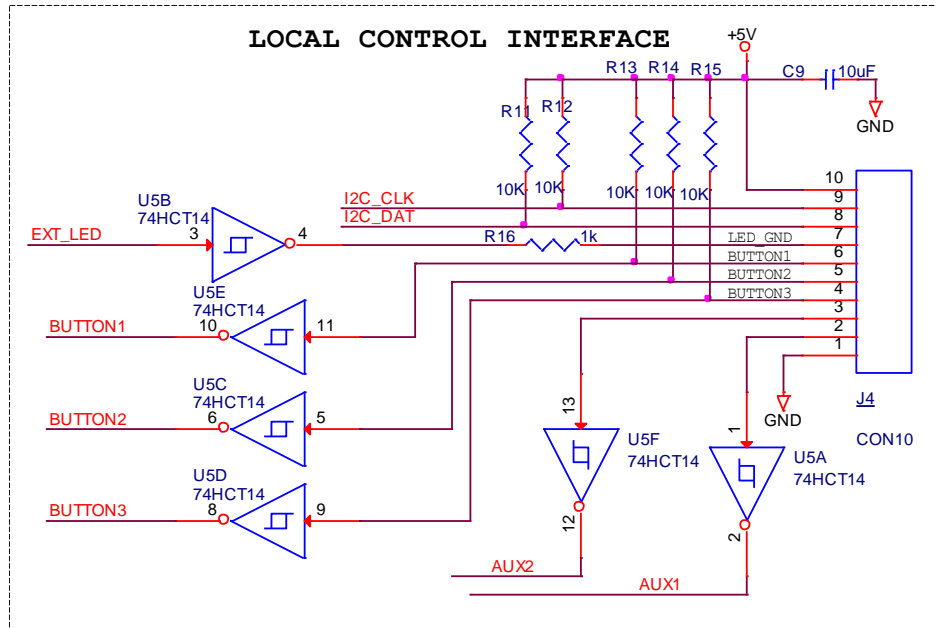 LOCAL CONTROL INTERFACE
+5V
R13 R14 R15
C9 10uF
GND
R11 R12
10K 10K 10K 10K 10K
I2C_CLK
I2C_DAT
U5B
74HCT14
EXT_LED 3 4
R16 1k
LED_GND
BUTTON1
BUTTON2
BUTTON3
10
9
8
7
6
5
4
3
2
1
J4
CON10
GND
U5E
74HCT14
BUTTON1 10 11
U5C
74HCT14
BUTTON2 6 5
U5D
74HCT14
BUTTON3 8 9
13
U5F
74HCT14
12
AUX2
1
U5A
74HCT14
2
AUX1